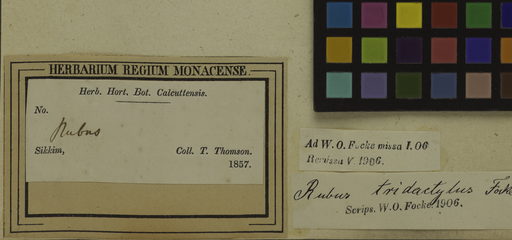 HERBARIUM REGIUM MONACENSE.
Herb. Hort. Bot. Calcuttensis.
No.
Rubus
Sikkim, Coll. T. Thomson.
1857.
Ad W. O. Focke missa I. 06
Remissa V. 1906.
Rubus tridactylus Focke
Scrips. W. O. Focke. 1906.